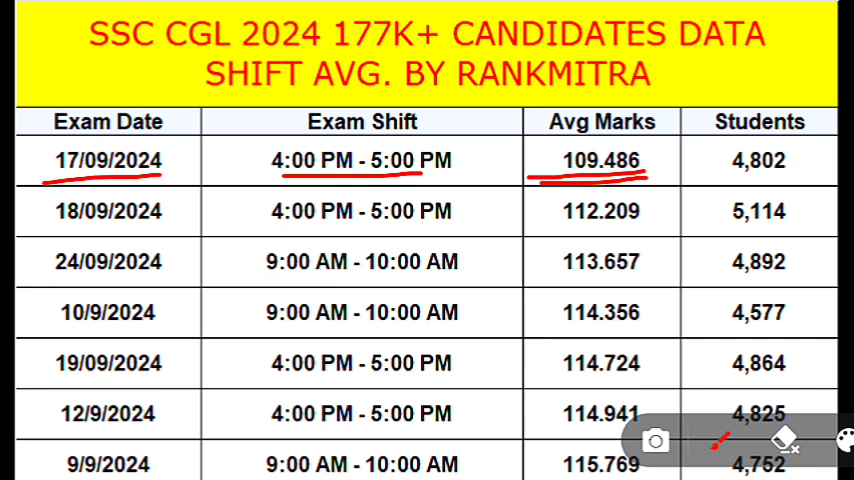 SSC CGL 2024 177K+ CANDIDATES DATA
SHIFT AVG. BY RANKMITRA
Exam Date Exam Shift Avg Marks Students
17/09/2024 4:00 PM - 5:00 PM 109.486 4,802
18/09/2024 4:00 PM - 5:00 PM 112.209 5,114
24/09/2024 9:00 AM - 10:00 AM 113.657 4,892
10/9/2024 9:00 AM - 10:00 AM 114.356 4,577
19/09/2024 4:00 PM - 5:00 PM 114.724 4,864
12/9/2024 4:00 PM - 5:00 PM 114.941 4,825
9/9/2024 9:00 AM - 10:00 AM 115.769 4,752